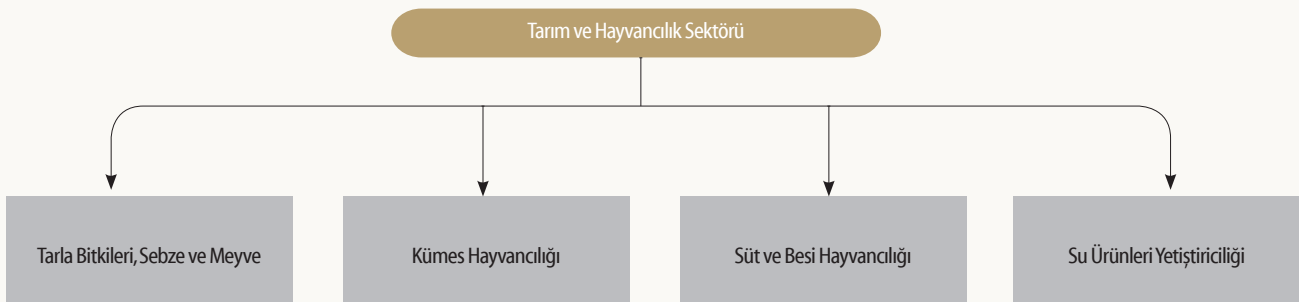 Tarım ve Hayvancılık Sektörü
Tarla Bitkileri, Sebze ve Meyve
Kümes Hayvancılığı
Süt ve Besi Hayvancılığı
Su Ürünleri Yetiştiriciliği